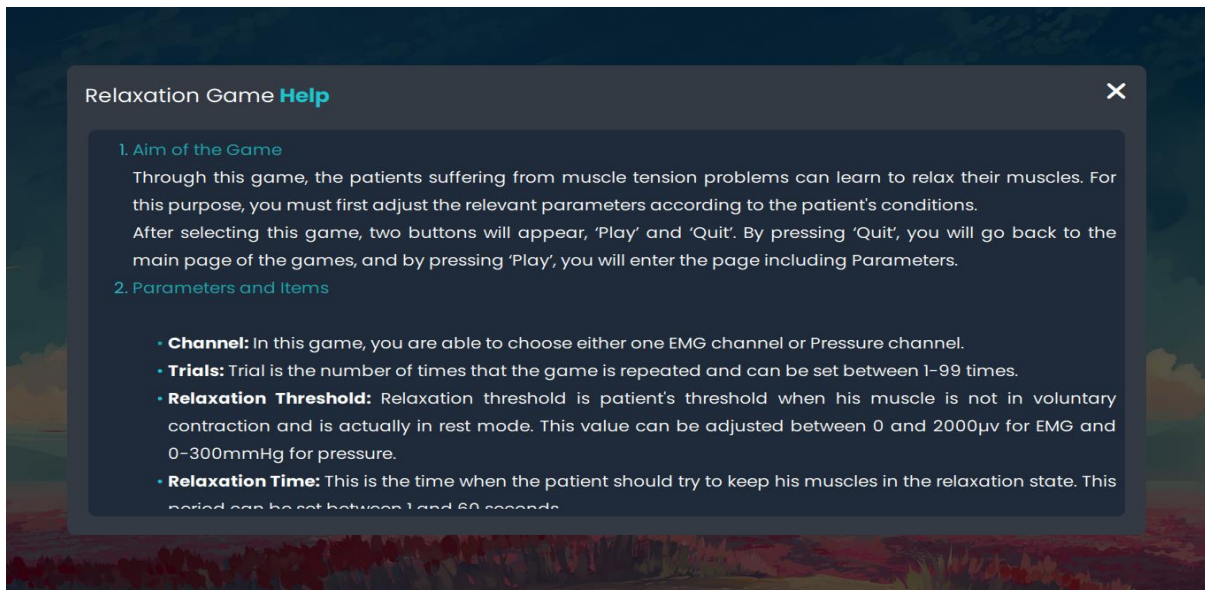 Relaxation Game Help
1. Aim of the Game
Through this game, the patients suffering from muscle tension problems can learn to relax their muscles. For
this purpose, you must first adjust the relevant parameters according to the patient's conditions.
After selecting this game, two buttons will appear, ‘Play’ and ‘Quit’. By pressing ‘Quit’, you will go back to the
main page of the games, and by pressing ‘Play’, you will enter the page including Parameters.
2. Parameters and Items
• Channel: In this game, you are able to choose either one EMG channel or Pressure channel.
• Trials: Trial is the number of times that the game is repeated and can be set between 1-99 times.
• Relaxation Threshold: Relaxation threshold is patient's threshold when his muscle is not in voluntary
contraction and is actually in rest mode. This value can be adjusted between 0 and 2000μv for EMG and
0-300mmHg for pressure.
• Relaxation Time: This is the time when the patient should try to keep his muscles in the relaxation state. This
period can be set between 1 and 60 seconds